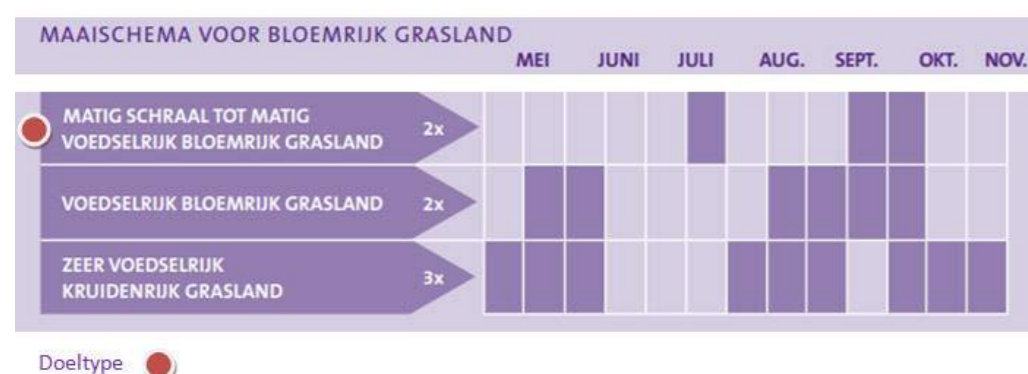 MAAISCHEMA VOOR BLOEMRIJK GRASLAND
MEI JUNI JULI AUG. SEPT. OKT. NOV.
MATIG SCHRAAL TOT MATIG
VOEDSELRIJK BLOEMRIJK GRASLAND 2x
VOEDSELRIJK BLOEMRIJK GRASLAND 2x
ZEER VOEDSELRIJK
KRUIDENRIJK GRASLAND 3x
Doeltype